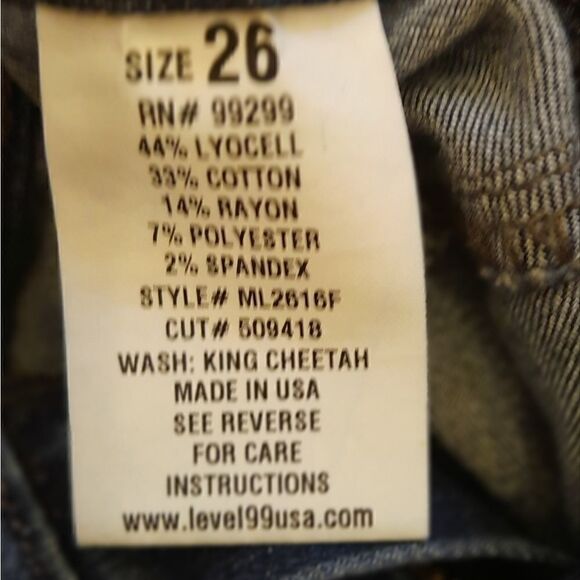 SIZE 26
RN# 99299
44% LYOCELL
33% COTTON
14% RAYON
7% POLYESTER
2% SPANDEX
STYLE# ML2616F
CUT# 509418
WASH: KING CHEETAH
MADE IN USA
SEE REVERSE
FOR CARE
INSTRUCTIONS
www.level99usa.com